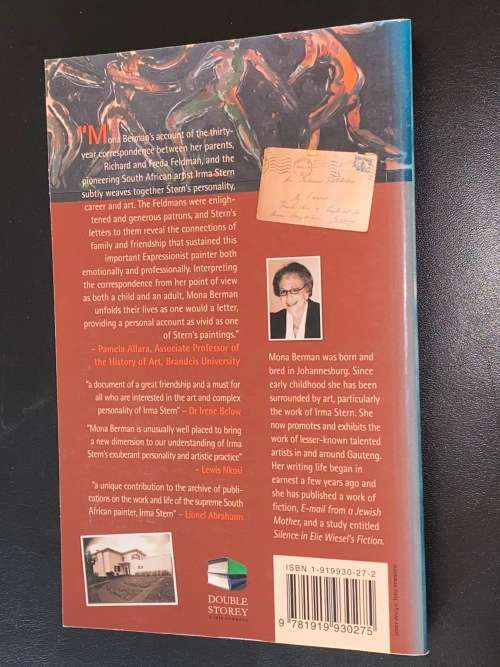 "Mona Berman's account of the thirty-
year correspondence between her parents,
Richard and Freda Feldman, and the
pioneering South African artist Irma Stern
subtly weaves together Stern's personality,
career and art. The Feldmans were enlight-
tened and generous patrons, and Stern's
letters to them reveal the connections of
family and friendship that sustained this
important Expressionist painter both
emotionally and professionally. Interpreting
the correspondence from her point of view
as both a child and an adult, Mona Berman
unfolds their lives as one would a letter,
providing a personal account as vivid as one
of Stern's paintings."
– Pamela Allara, Associate Professor of
the History of Art, Brandeis University
"a document of a great friendship and a must for
all who are interested in the art and complex
personality of Irma Stern" – Dr Irene Below
"Mona Berman is unusually well placed to bring
a new dimension to our understanding of Irma
Stern's exuberant personality and artistic practice"
– Lewis Nkosi
"a unique contribution to the archive of publi-
cations on the work and life of the supreme South
African painter, Irma Stern" – Lionel Abrahams
Mona Berman was born and
bred in Johannesburg. Since
early childhood she has been
surrounded by art, particularly
the work of Irma Stern. She
now promotes and exhibits the
work of lesser-known talented
artists in and around Gauteng.
Her writing life began in
earnest a few years ago and
she has published a work of
fiction, E-mail from a Jewish
Mother, and a study entitled
Silence in Elie Wiesel's Fiction.
DOUBLE
STOREY
ISBN 1-919930-27-2
9 781919 930275